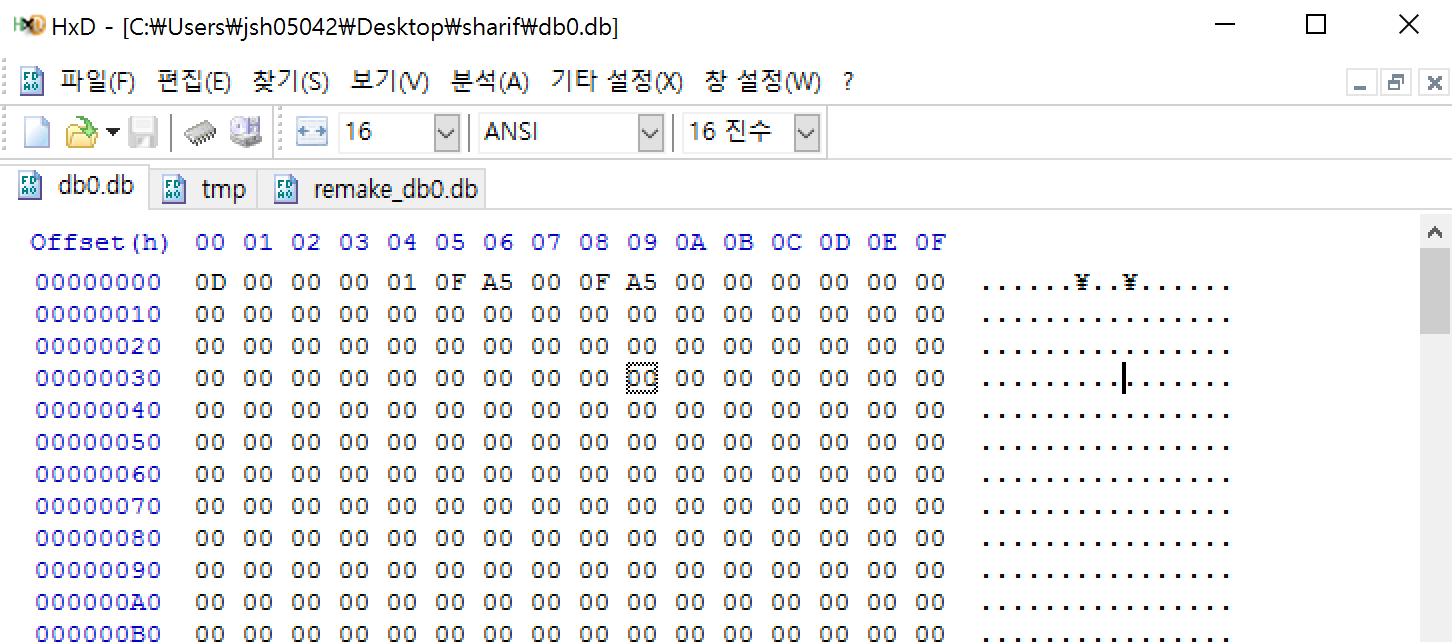 HxD - [C:₩Users₩jsh05042₩Desktop₩sharif₩db0.db]
파일(F) 편집(E) 찾기(S) 보기(V) 분석(A) 기타 설정(X) 창 설정(W) ?
16 ANSI 16 진수
db0.db tmp remake_db0.db
Offset(h) 00 01 02 03 04 05 06 07 08 09 0A 0B 0C 0D 0E 0F
00000000 0D 00 00 00 01 0F A5 00 0F A5 00 00 00 00 00 00 ......¥..¥......
00000010 00 00 00 00 00 00 00 00 00 00 00 00 00 00 00 00 ................
00000020 00 00 00 00 00 00 00 00 00 00 00 00 00 00 00 00 ................
00000030 00 00 00 00 00 00 00 00 00 00 00 00 00 00 00 00 ................
00000040 00 00 00 00 00 00 00 00 00 00 00 00 00 00 00 00 ................
00000050 00 00 00 00 00 00 00 00 00 00 00 00 00 00 00 00 ................
00000060 00 00 00 00 00 00 00 00 00 00 00 00 00 00 00 00 ................
00000070 00 00 00 00 00 00 00 00 00 00 00 00 00 00 00 00 ................
00000080 00 00 00 00 00 00 00 00 00 00 00 00 00 00 00 00 ................
00000090 00 00 00 00 00 00 00 00 00 00 00 00 00 00 00 00 ................
000000A0 00 00 00 00 00 00 00 00 00 00 00 00 00 00 00 00 ................
000000B0 00 00 00 00 00 00 00 00 00 00 00 00 00 00 00 00 ................